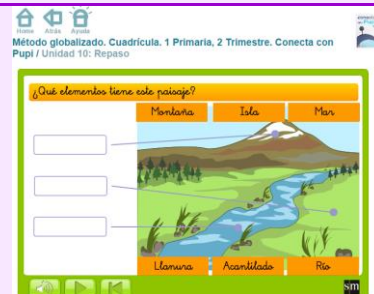 Home Atrás Ayuda
Método globalizado. Cuadrícula. 1 Primaria, 2 Trimestre. Conecta con
Pupi / Unidad 10: Repaso
¿Qué elementos tiene este paisaje?
Montaña Isla Mar
Llanura Acantilado Río
sm